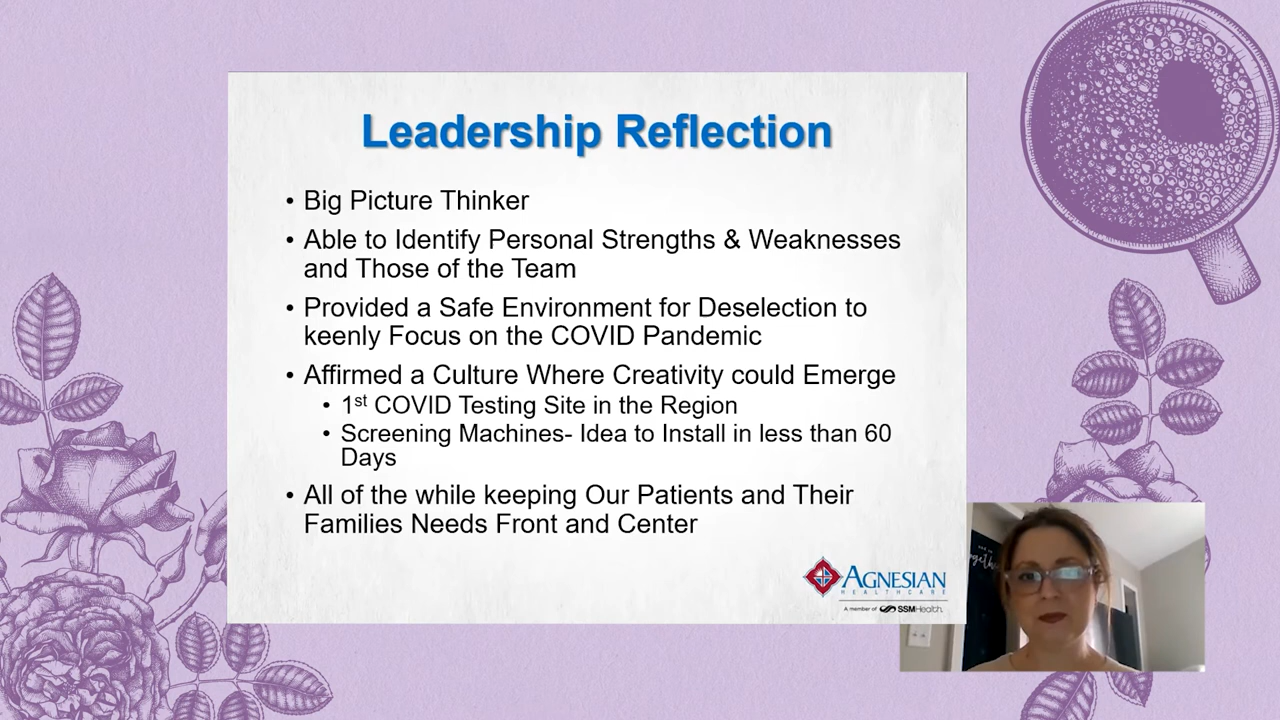 Leadership Reflection
• Big Picture Thinker
• Able to Identify Personal Strengths & Weaknesses
and Those of the Team
• Provided a Safe Environment for Deselection to
keenly Focus on the COVID Pandemic
• Affirmed a Culture Where Creativity could Emerge
• 1st COVID Testing Site in the Region
• Screening Machines- Idea to Install in less than 60
Days
• All of the while keeping Our Patients and Their
Families Needs Front and Center
AGNESIAN
HEALTHCARE
A member of SSMHealth.